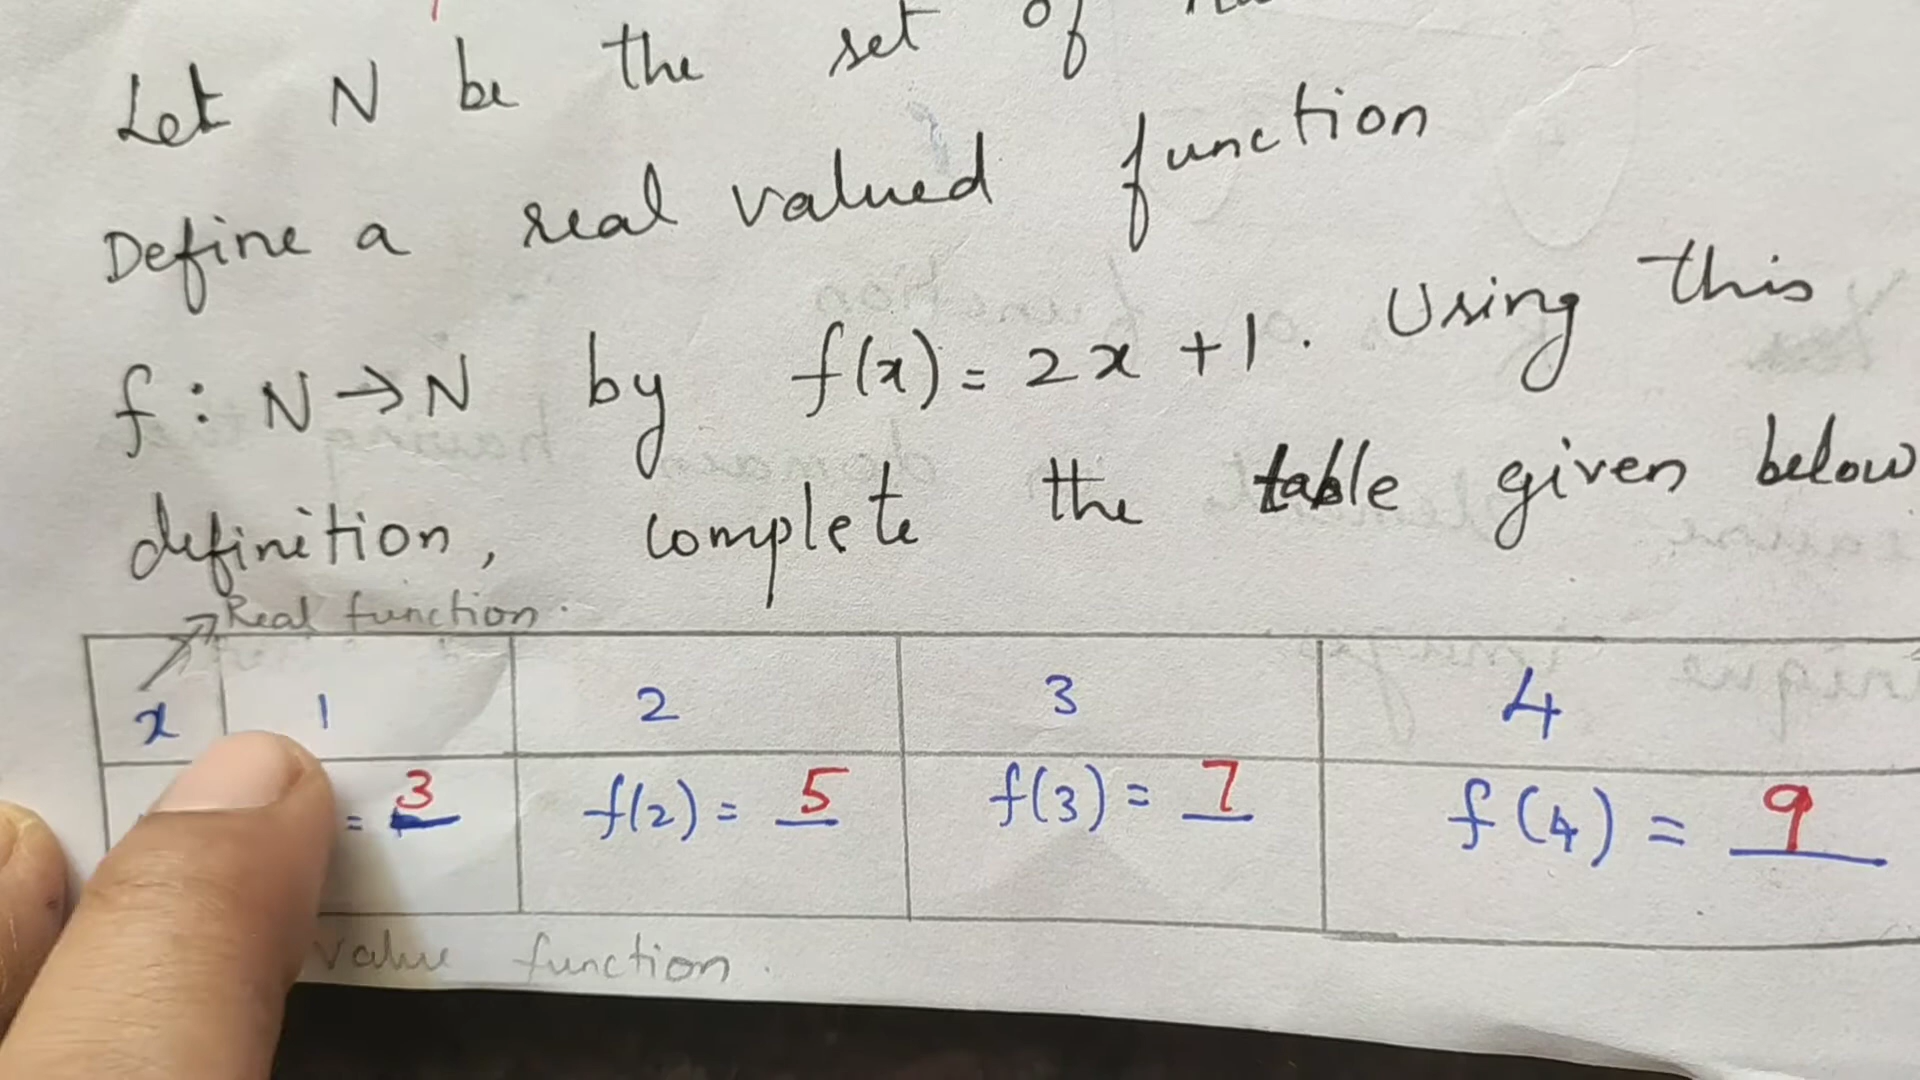 Let N be the set of
Define a real valued function
f : N → N by f(x) = 2x + 1. Using this
definition, complete the table given below
Real function.
x 1 2 3 4
= 3 f(2) = 5 f(3) = 7 f(4) = 9
value function.